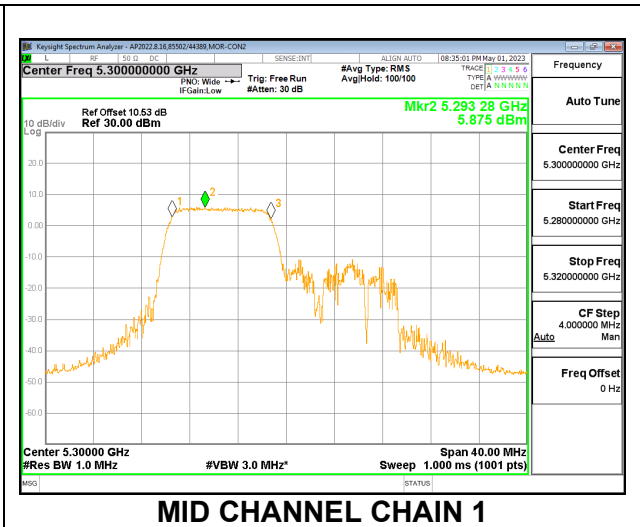 Keysight Spectrum Analyzer - AP2022.8.16,85502/44389,MOR-CON2
L RF 50 Ω DC SENSE:INT ALIGN AUTO 08:35:01 PM May 01, 2023
Center Freq 5.300000000 GHz
PNO: Wide
IFGain:Low
Trig: Free Run
#Atten: 30 dB
#Avg Type: RMS
Avg|Hold: 100/100
TRACE 1 2 3 4 5 6
TYPE A WWWWW
DET A N N N N N
Frequency
Ref Offset 10.53 dB
10 dB/div Ref 30.00 dBm
Log
Mkr2 5.293 28 GHz
5.875 dBm
20.0
10.0
0.00
-10.0
-20.0
-30.0
-40.0
-50.0
-60.0
1
2
3
Center 5.30000 GHz Span 40.00 MHz
#Res BW 1.0 MHz #VBW 3.0 MHz* Sweep 1.000 ms (1001 pts)
MSG STATUS
Auto Tune
Center Freq
5.300000000 GHz
Start Freq
5.280000000 GHz
Stop Freq
5.320000000 GHz
CF Step
4.000000 MHz
Auto Man
Freq Offset
0 Hz
MID CHANNEL CHAIN 1